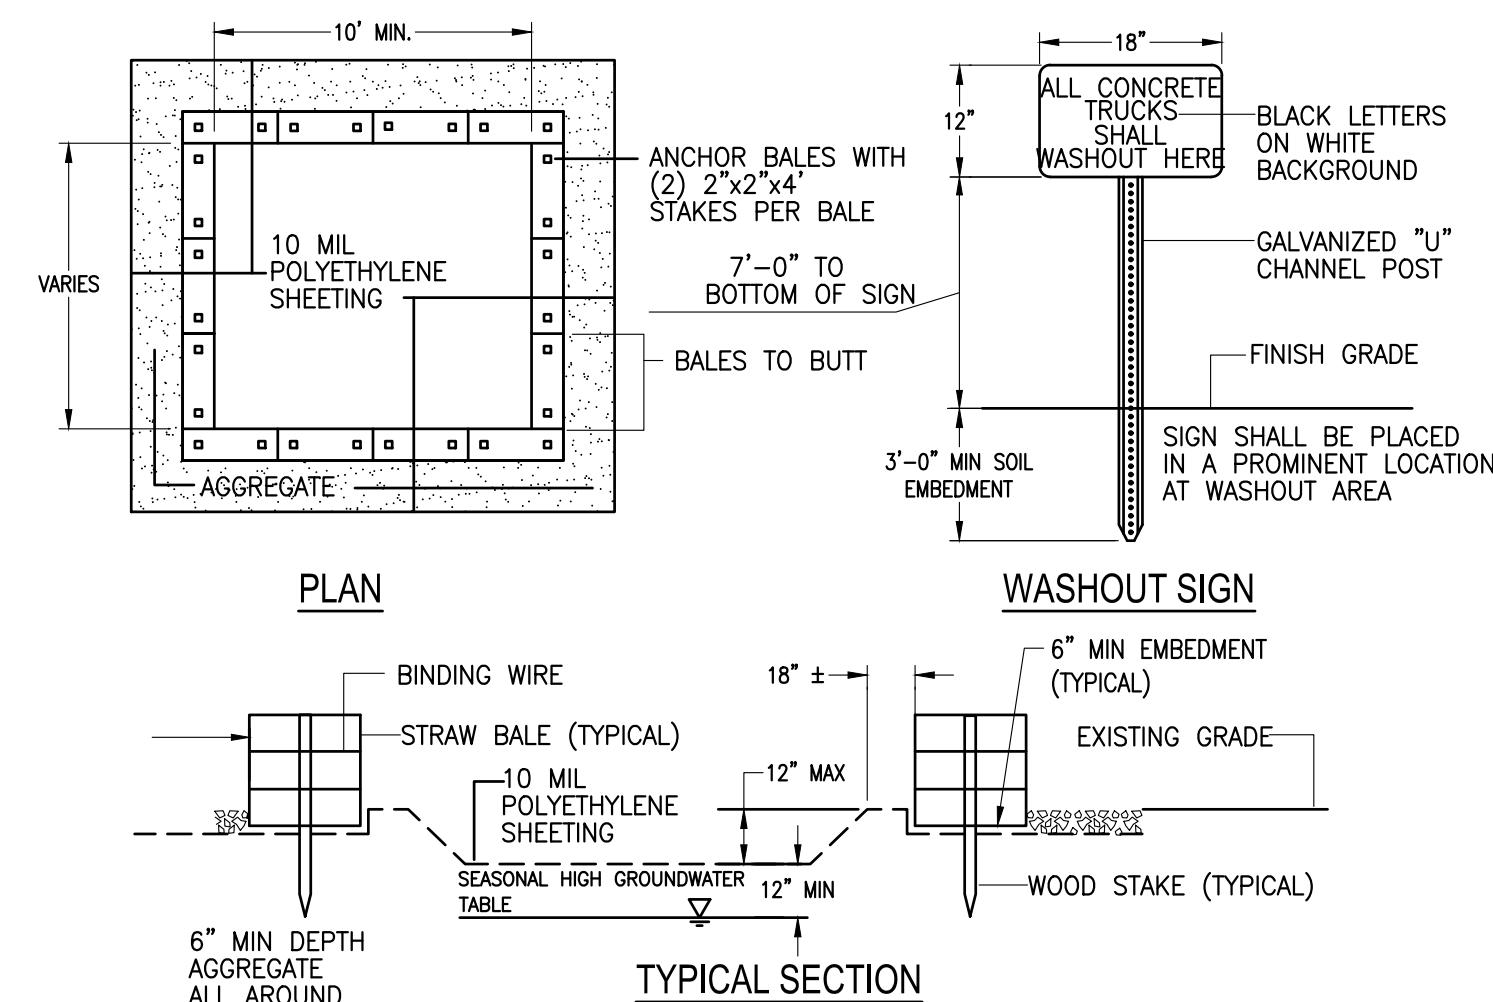 10' MIN.
VARIES
10 MIL
POLYETHYLENE
SHEETING
AGGREGATE
ANCHOR BALES WITH
(2) 2"x2"x4'
STAKES PER BALE
BALES TO BUTT
PLAN
18"
12"
ALL CONCRETE
TRUCKS
SHALL
WASHOUT HERE
BLACK LETTERS
ON WHITE
BACKGROUND
GALVANIZED "U"
CHANNEL POST
7'-0" TO
BOTTOM OF SIGN
FINISH GRADE
3'-0" MIN SOIL
EMBEDMENT
SIGN SHALL BE PLACED
IN A PROMINENT LOCATION
AT WASHOUT AREA
WASHOUT SIGN
BINDING WIRE
STRAW BALE (TYPICAL)
10 MIL
POLYETHYLENE
SHEETING
18" ±
12" MAX
6" MIN EMBEDMENT
(TYPICAL)
EXISTING GRADE
SEASONAL HIGH GROUNDWATER
TABLE
12" MIN
WOOD STAKE (TYPICAL)
6" MIN DEPTH
AGGREGATE
ALL AROUND
TYPICAL SECTION